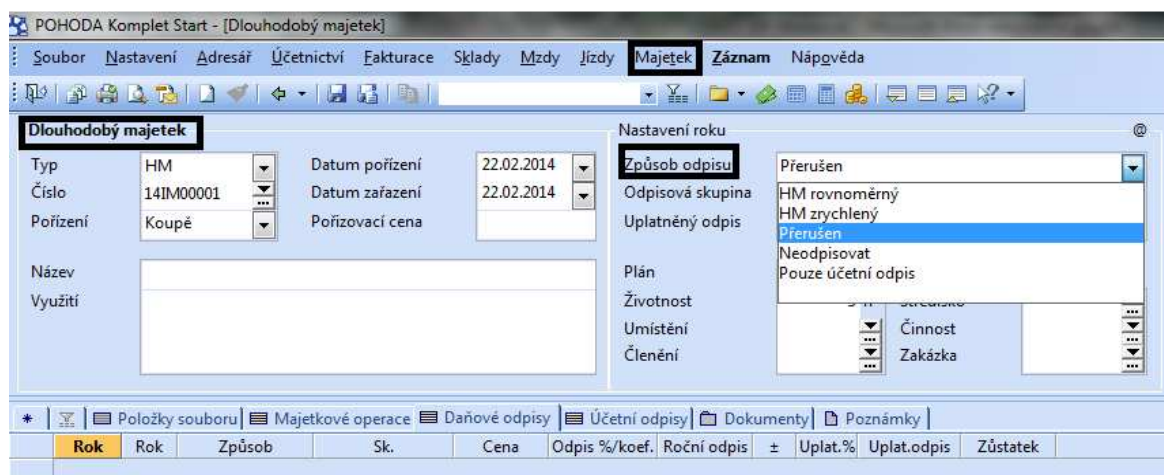 POHODA Komplet Start - [Dlouhodobý majetek]
Soubor Nastavení Adresář Účetnictví Fakturace Sklady Mzdy Jízdy Majetek Záznam Nápověda
Dlouhodobý majetek
Nastavení roku @
Typ HM Datum pořízení 22.02.2014 Způsob odpisu Přerušen
Číslo 14IM00001 Datum zařazení 22.02.2014 Odpisová skupina HM rovnoměrný
HM zrychlený
Pořízení Koupě Pořizovací cena Uplatněný odpis Přerušen
Neodpisovat
Název Plán Pouze účetní odpis
Využití Životnost
Umístění Činnost
Členění Zakázka
Položky souboru Majetkové operace Daňové odpisy Účetní odpisy Dokumenty Poznámky
Rok Rok Způsob Sk. Cena Odpis %/koef. Roční odpis ± Uplat.% Uplat.odpis Zůstatek